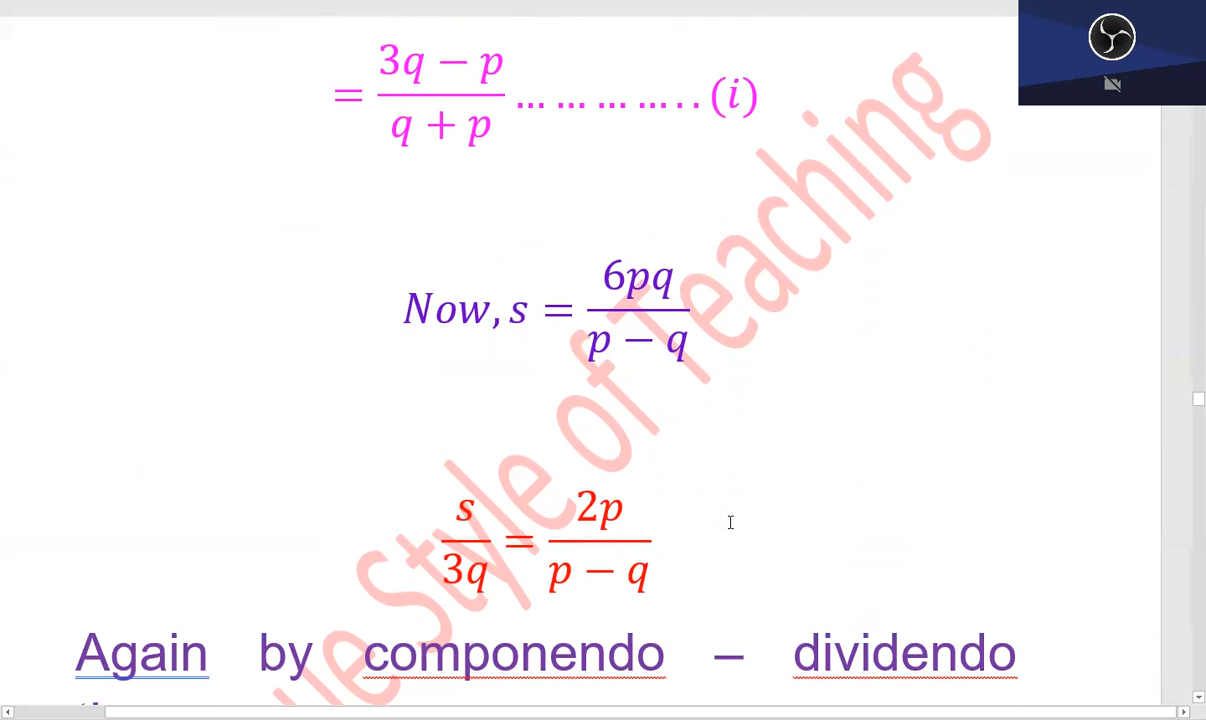 = (3q − p)/(q + p) … … … … . . (i)
Now, s = 6pq/(p − q)
s/3q = 2p/(p − q)
Again by componendo – dividendo
Style of Teaching